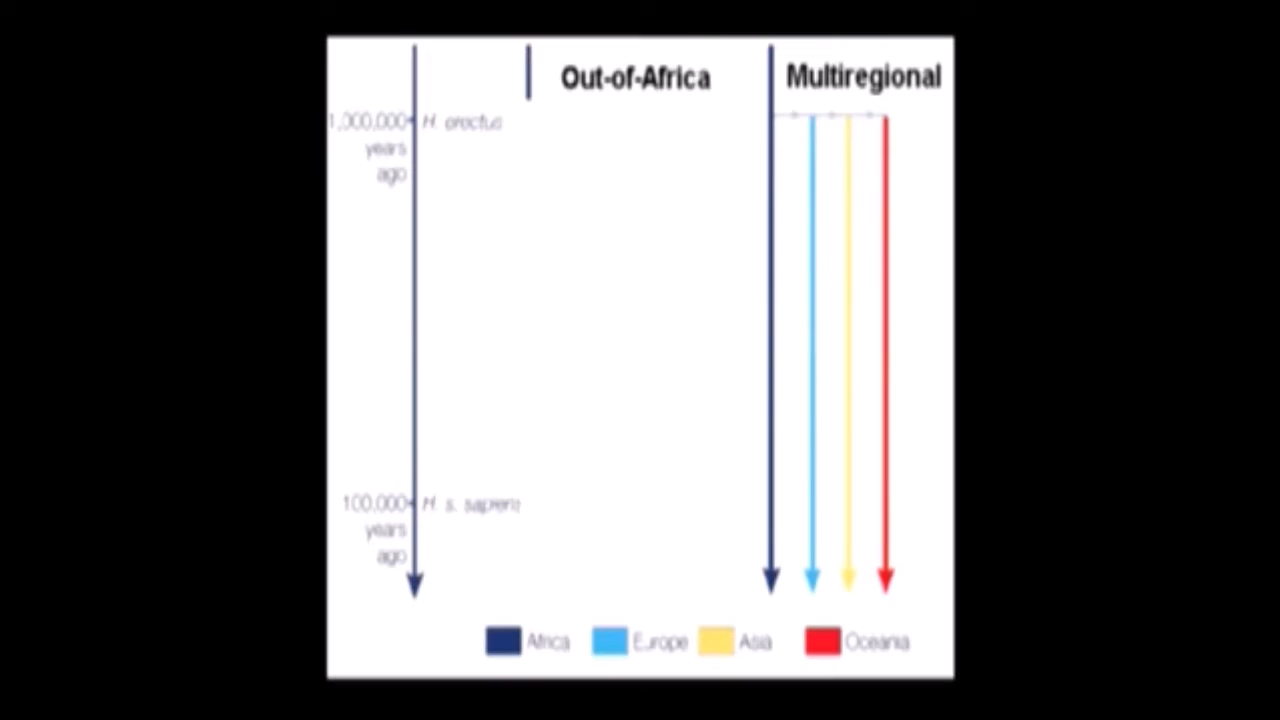 Out-of-Africa
Multiregional
1,000,000
H. erectus
years
ago
100,000
H. s. sapiens
years
ago
Africa
Europe
Asia
Oceania